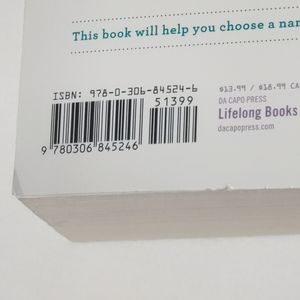 This book will help you choose a nam
ISBN: 978-0-306-84524-6
51399
9 780306 845246
$13.99 / $18.99 CA
DA CAPO PRESS
Lifelong Books
dacapopress.com